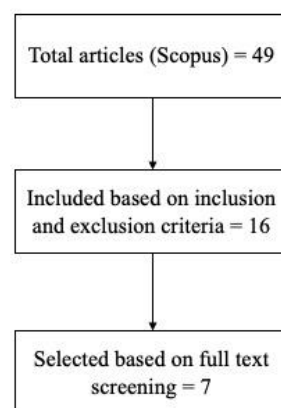 Total articles (Scopus) = 49
Included based on inclusion
and exclusion criteria = 16
Selected based on full text
screening = 7